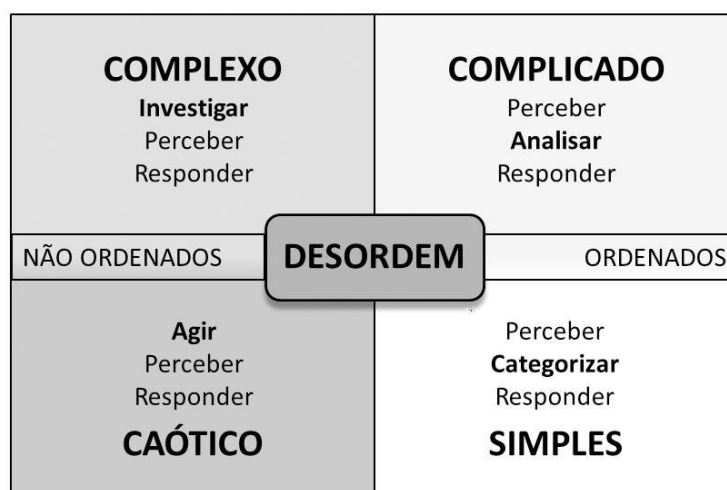 COMPLEXO
Investigar
Perceber
Responder
COMPLICADO
Perceber
Analisar
Responder
NÃO ORDENADOS
DESORDEM
ORDENADOS
Agir
Perceber
Responder
CAÓTICO
Perceber
Categorizar
Responder
SIMPLES